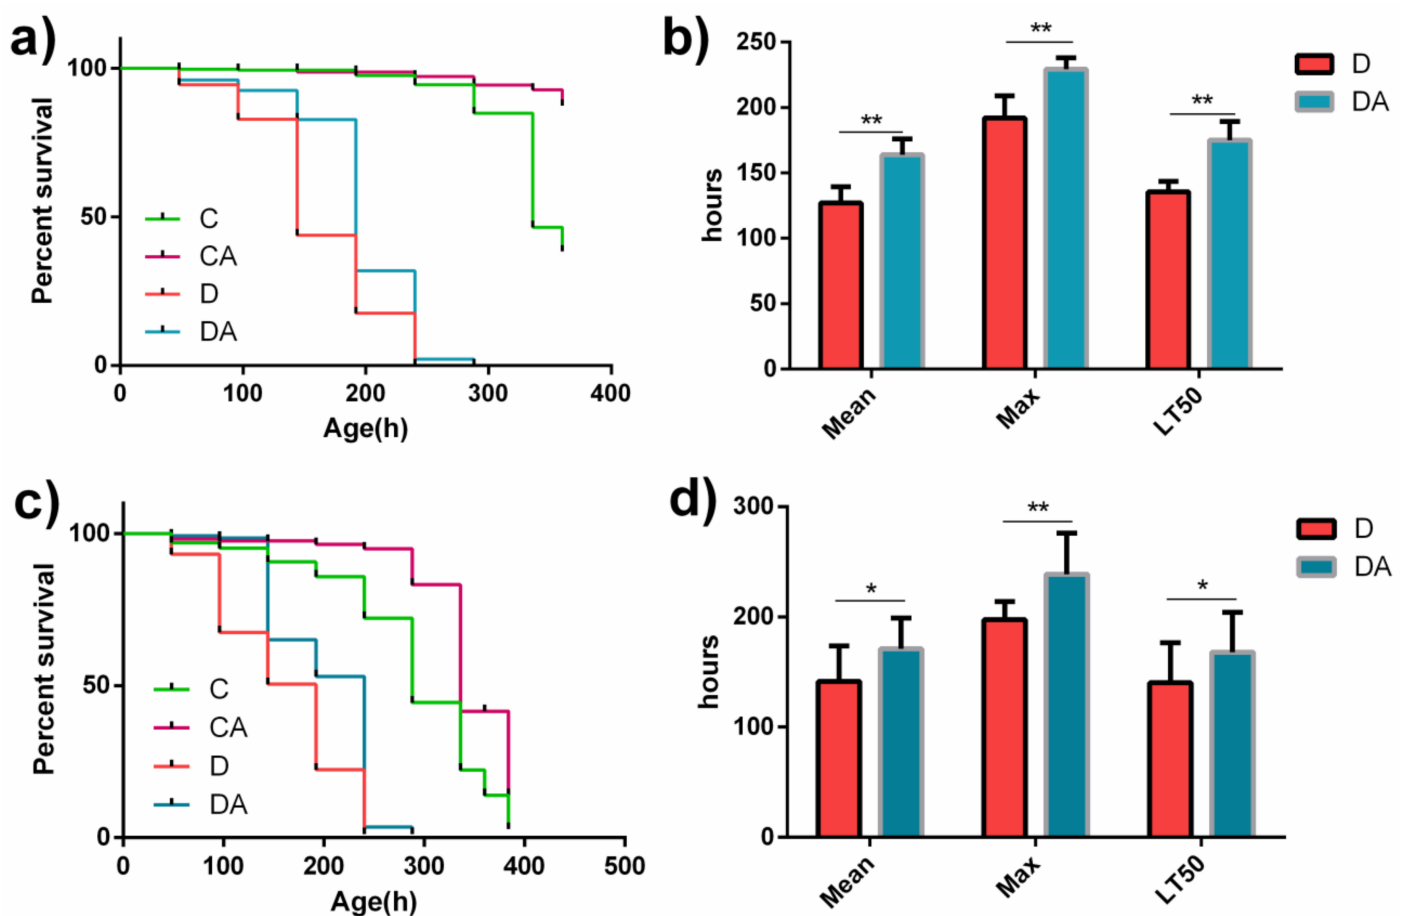 a)
Percent survival
100
50
0
C
CA
D
DA
0 100 200 300 400
Age(h)
b)
hours
250
200
150
100
50
0
** ** **
Mean Max LT50
D
DA
c)
Percent survival
100
50
0
C
CA
D
DA
0 100 200 300 400 500
Age(h)
d)
hours
300
200
100
0
* ** *
Mean Max LT50
D
DA